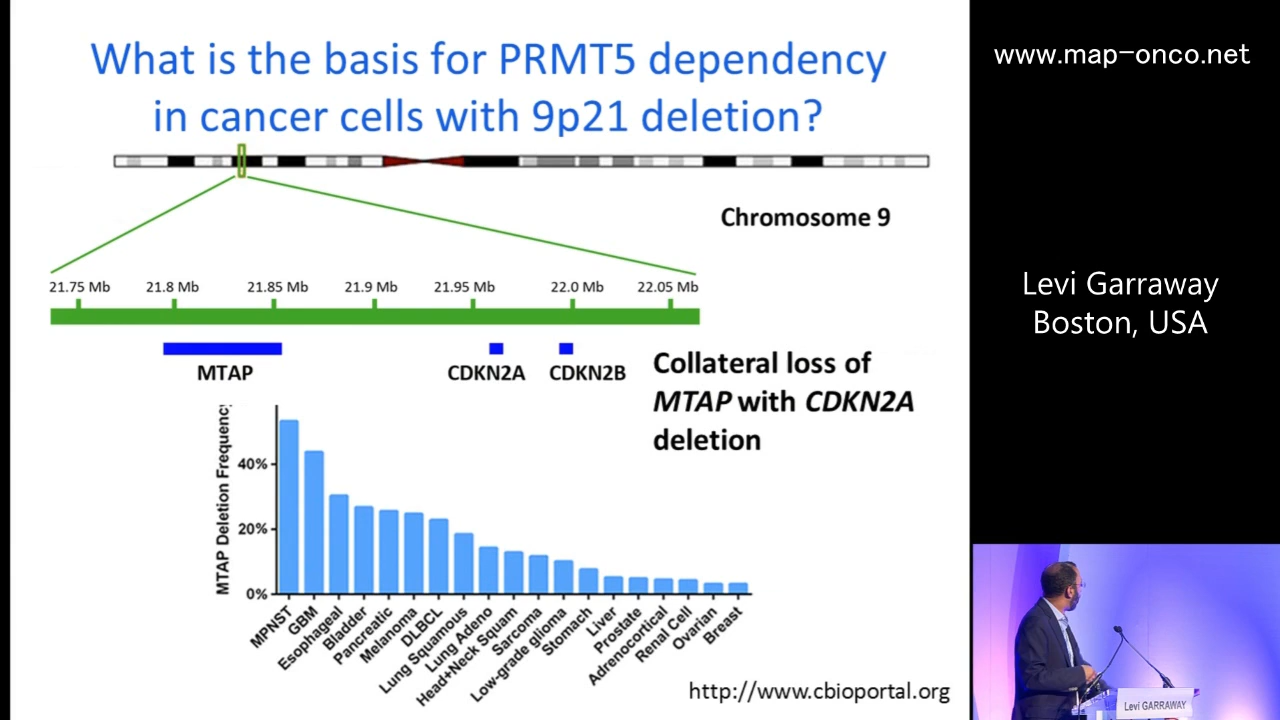 What is the basis for PRMT5 dependency
in cancer cells with 9p21 deletion?
Chromosome 9
21.75 Mb 21.8 Mb 21.85 Mb 21.9 Mb 21.95 Mb 22.0 Mb 22.05 Mb
MTAP CDKN2A CDKN2B
Collateral loss of
MTAP with CDKN2A
deletion
MTAP Deletion Frequency
40%
20%
0%
MPNST
GBM
Esophageal
Bladder
Pancreatic
Melanoma
DLBCL
Lung Squamous
Lung Adeno
Head+Neck Squam
Sarcoma
Low-grade glioma
Stomach
Liver
Prostate
Adrenocortical
Renal Cell
Ovarian
Breast
http://www.cbioportal.org
www.map-onco.net
Levi Garraway
Boston, USA
Levi GARRAWAY